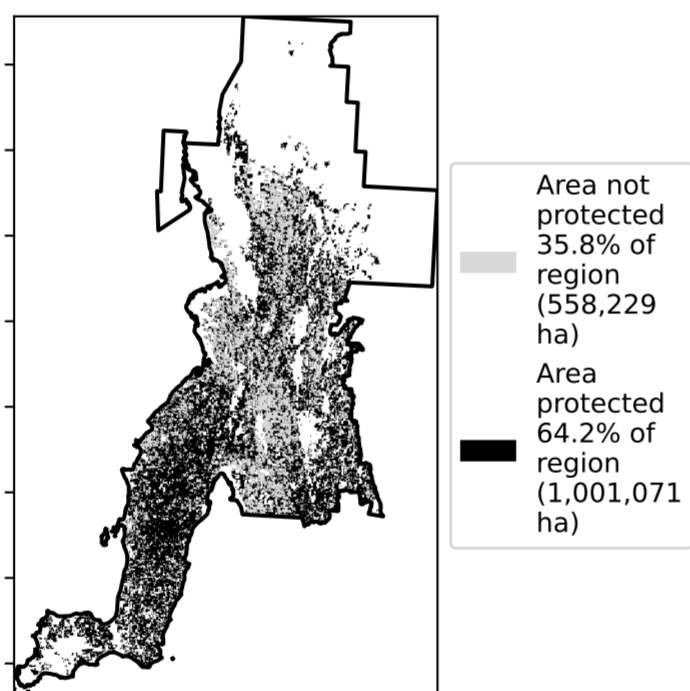 Area not
protected
35.8% of
region
(558,229
ha)
Area
protected
64.2% of
region
(1,001,071
ha)